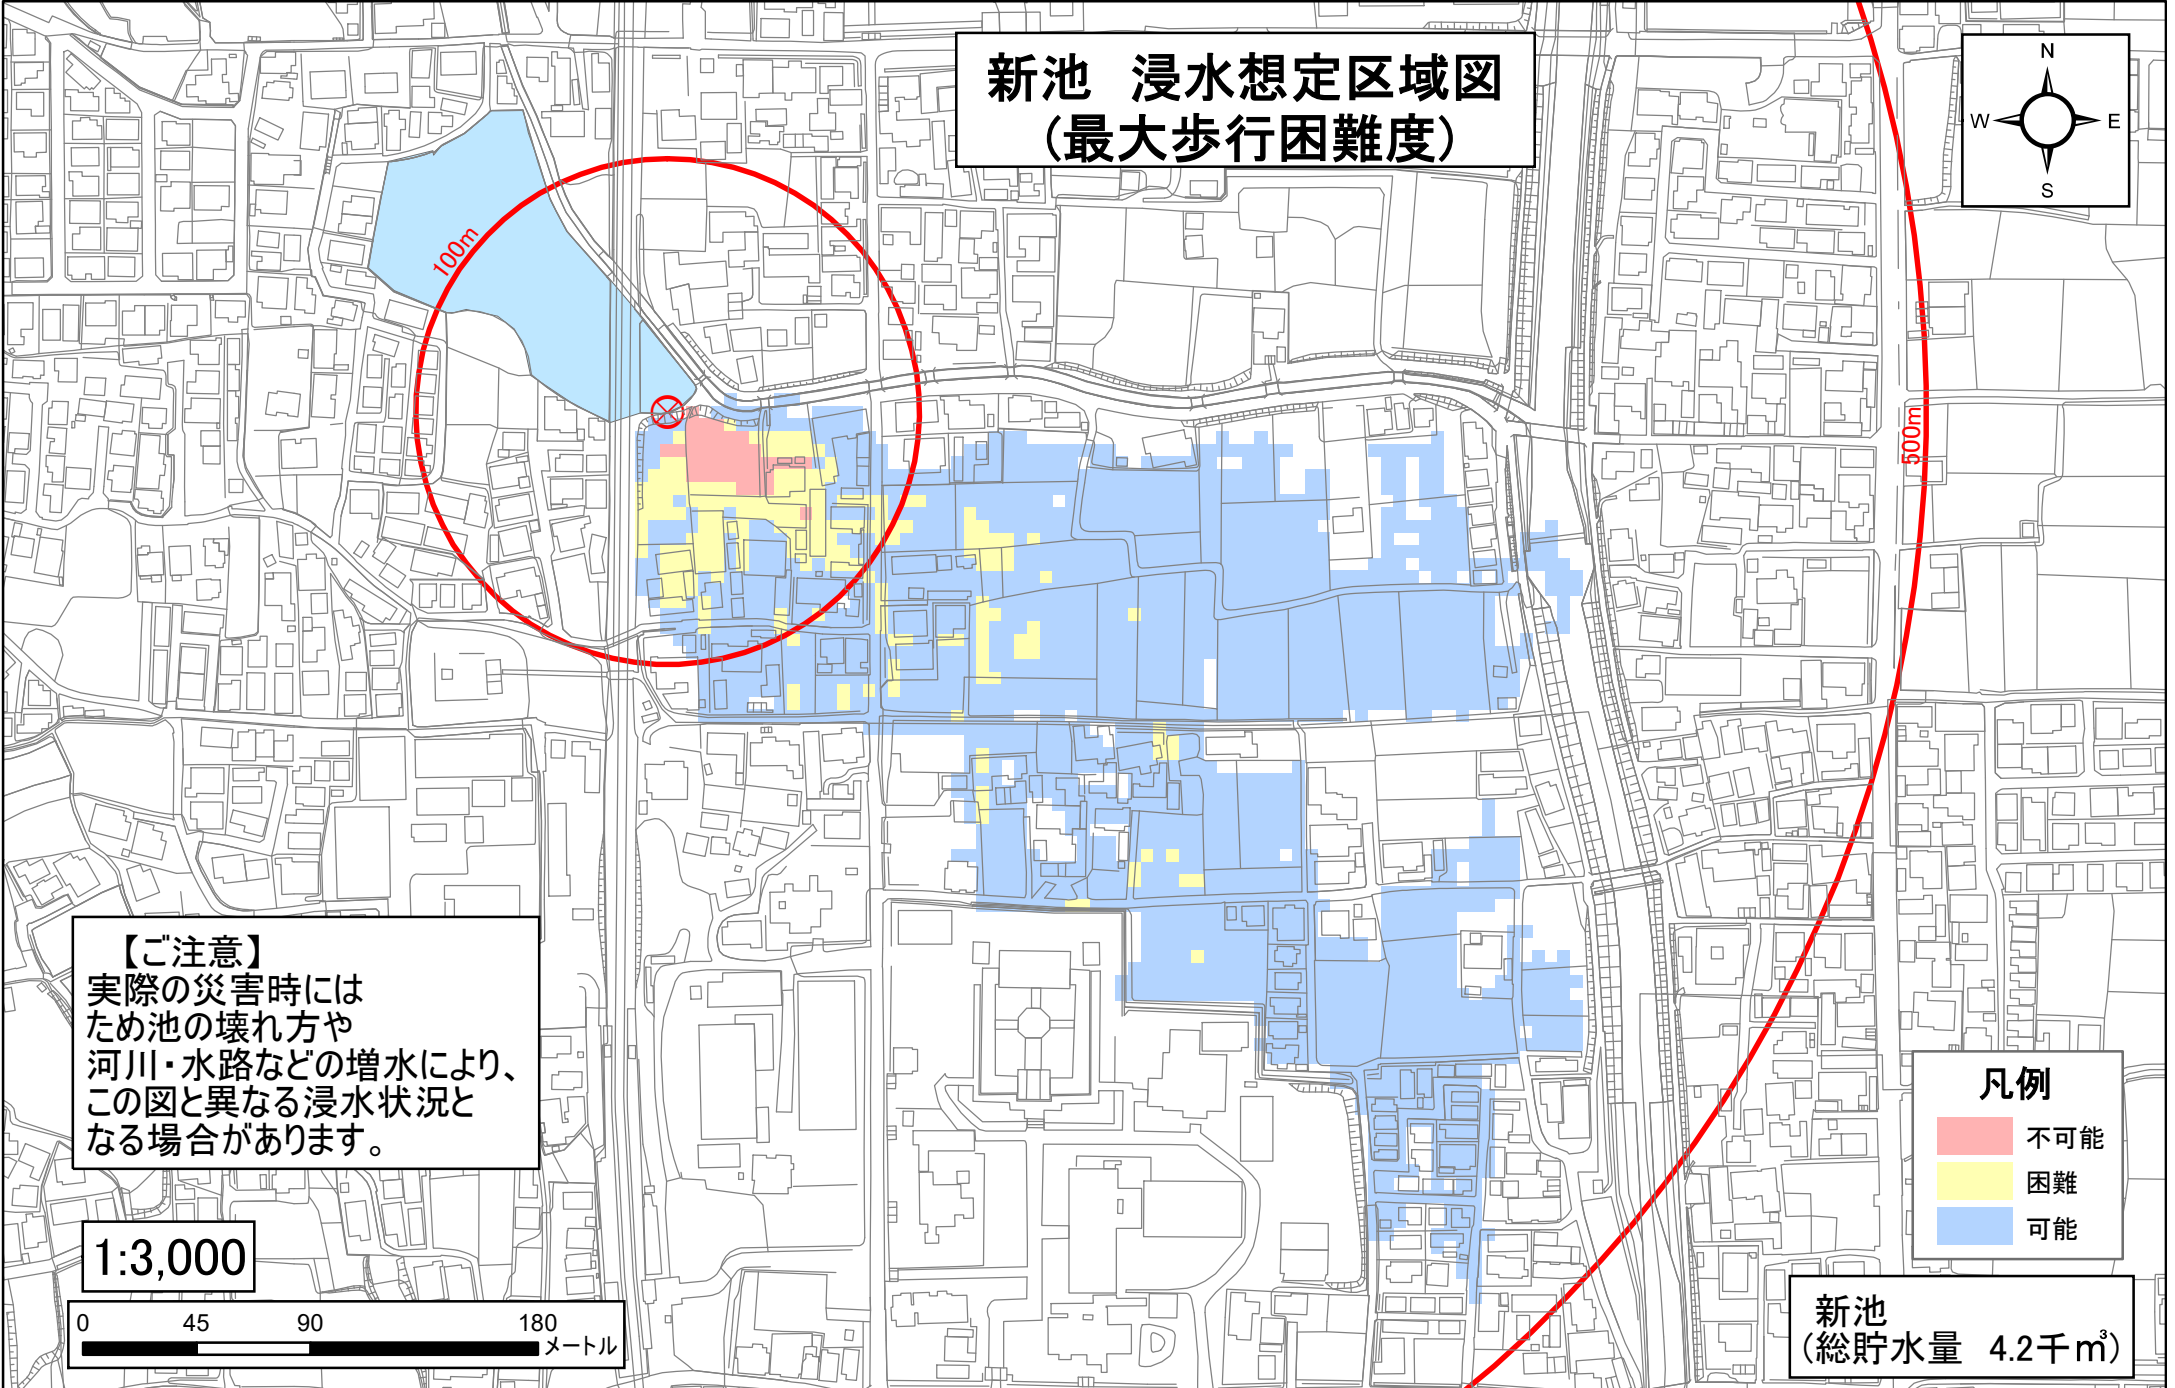 新池　浸水想定区域図
（最大歩行困難度）
N
W
E
S
100m
500m
【ご注意】
実際の災害時には
ため池の壊れ方や
河川・水路などの増水により、
この図と異なる浸水状況と
なる場合があります。
凡例
不可能
困難
可能
1:3,000
0 45 90 180
メートル
新池
（総貯水量　4.2千㎥）